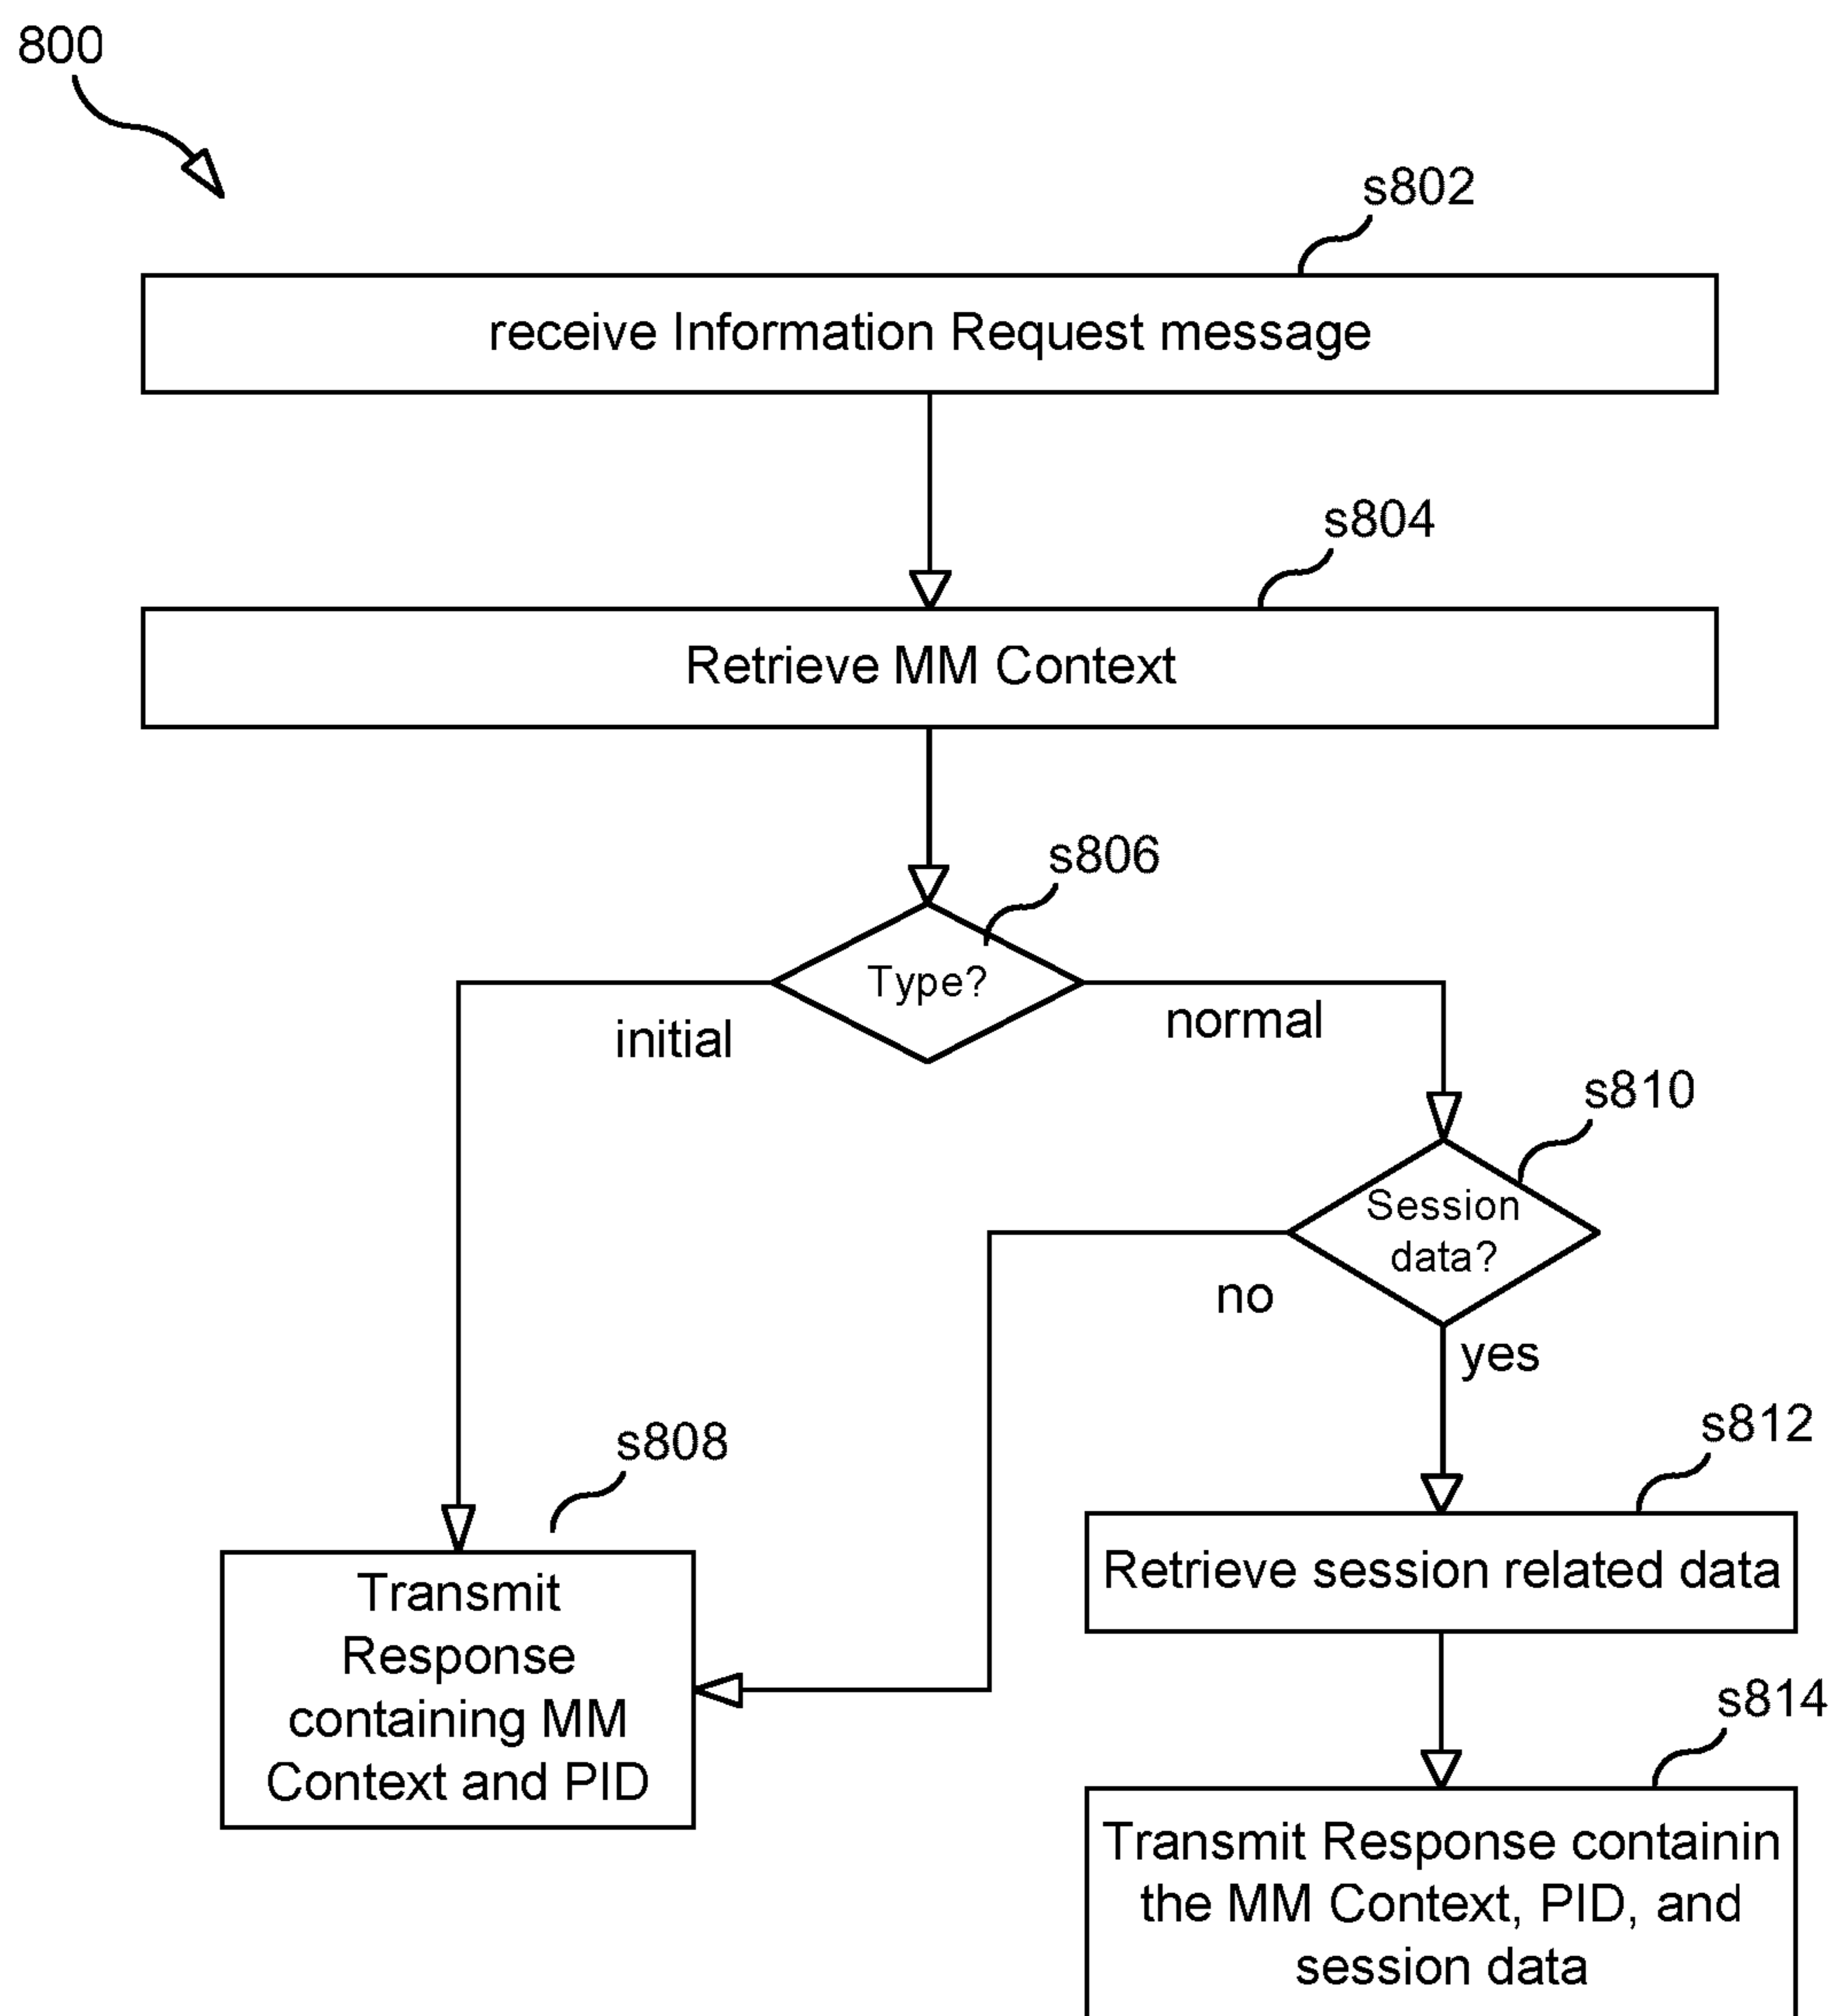 800
s802
receive Information Request message
s804
Retrieve MM Context
s806
Type?
initial
normal
s810
Session
data?
no
yes
s808
s812
Transmit
Response
containing MM
Context and PID
Retrieve session related data
s814
Transmit Response containin
the MM Context, PID, and
session data